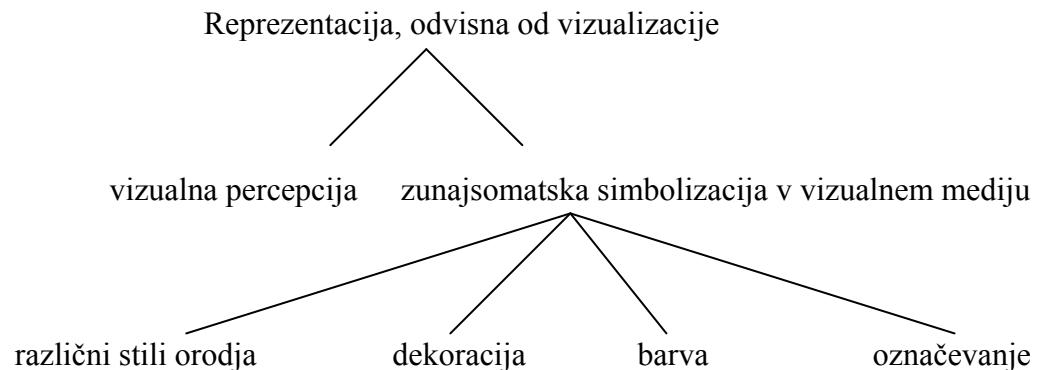 Reprezentacija, odvisna od vizualizacije
vizualna percepcija zunajsomatska simbolizacija v vizualnem mediju
različni stili orodja dekoracija barva označevanje